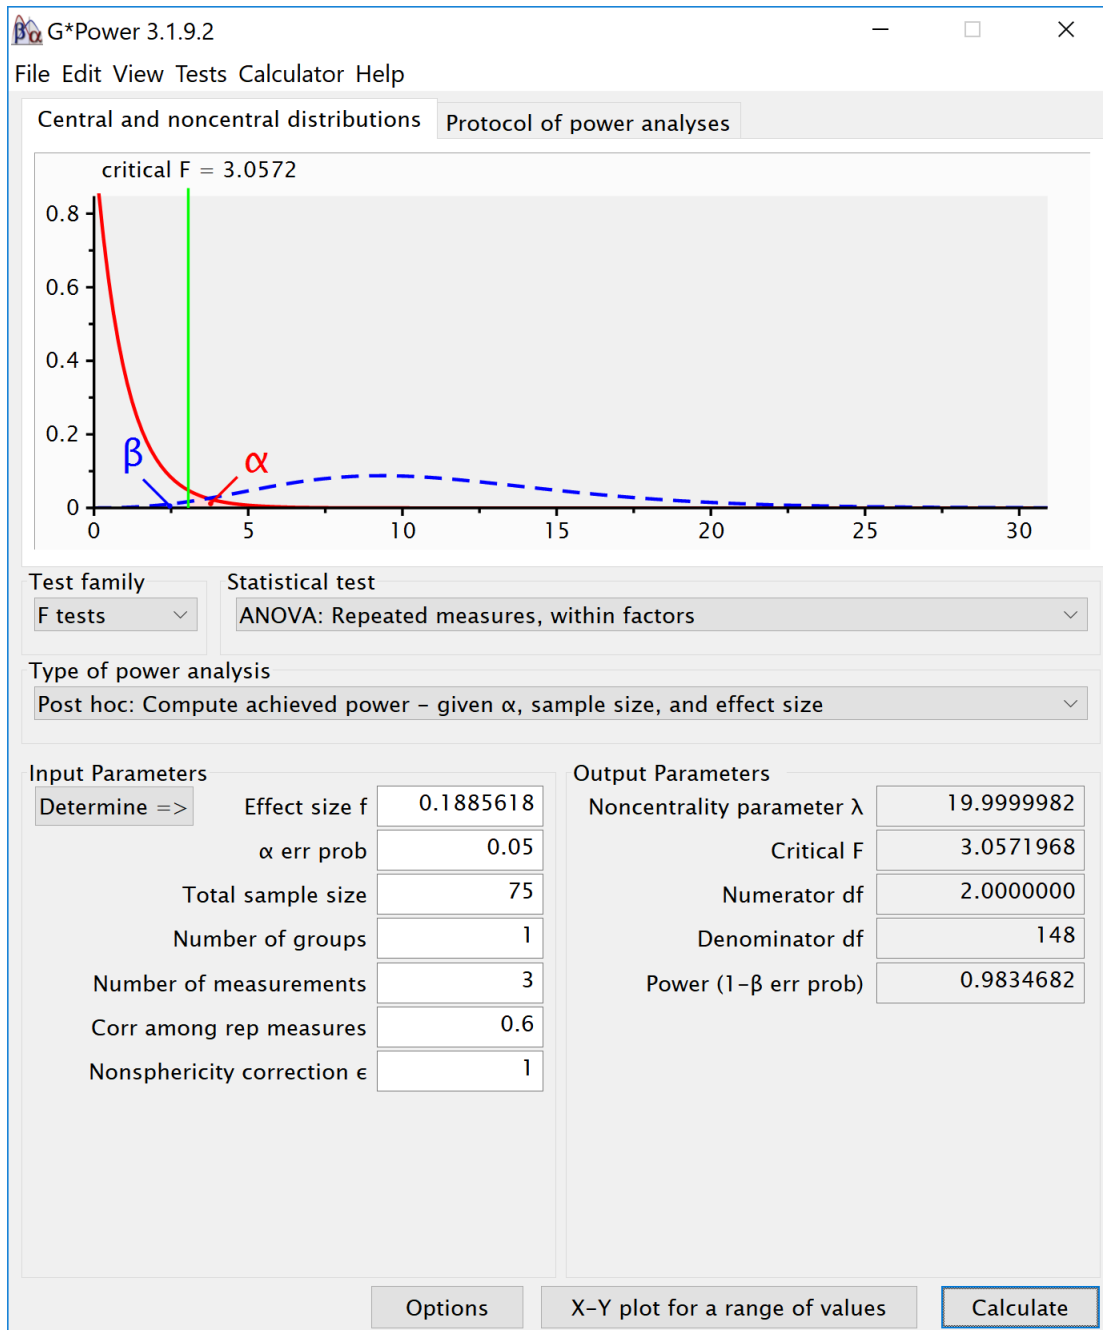 G*Power 3.1.9.2
File Edit View Tests Calculator Help
Central and noncentral distributions
Protocol of power analyses
critical F = 3.0572
0.8
0.6
0.4
0.2
0
β
α
0 5 10 15 20 25 30
Test family
Statistical test
F tests
ANOVA: Repeated measures, within factors
Type of power analysis
Post hoc: Compute achieved power – given α, sample size, and effect size
Input Parameters
Determine =>
Effect size f 0.1885618
α err prob 0.05
Total sample size 75
Number of groups 1
Number of measurements 3
Corr among rep measures 0.6
Nonsphericity correction ϵ 1
Output Parameters
Noncentrality parameter λ 19.9999982
Critical F 3.0571968
Numerator df 2.0000000
Denominator df 148
Power (1–β err prob) 0.9834682
Options
X–Y plot for a range of values
Calculate